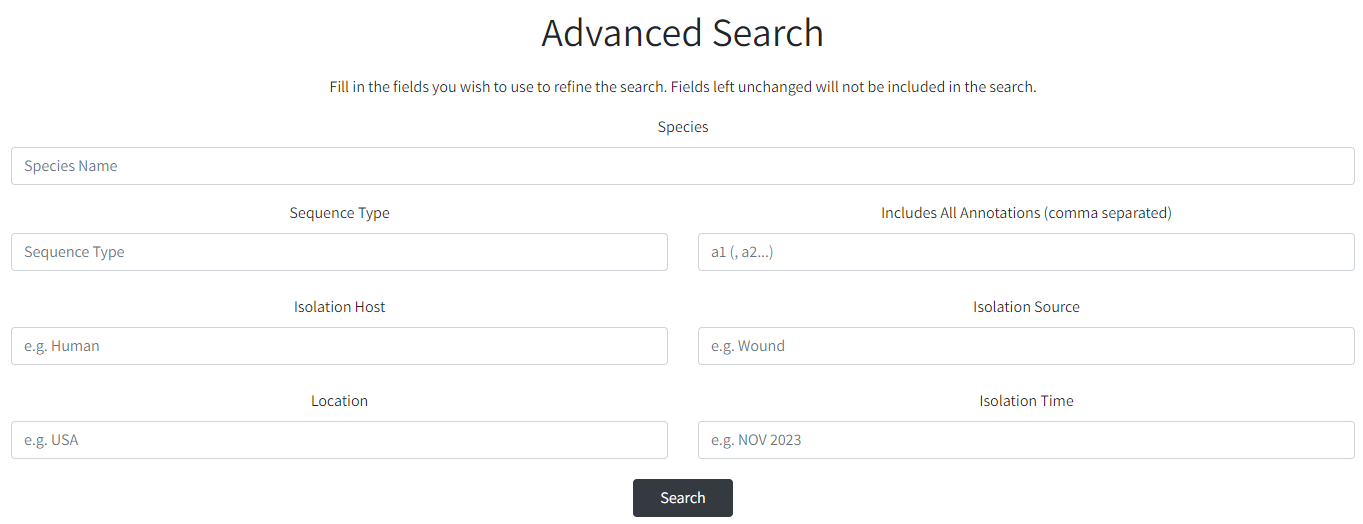 Advanced Search
Fill in the fields you wish to use to refine the search. Fields left unchanged will not be included in the search.
Species
Species Name
Sequence Type
Includes All Annotations (comma separated)
Sequence Type
a1 (, a2...)
Isolation Host
Isolation Source
e.g. Human
e.g. Wound
Location
Isolation Time
e.g. USA
e.g. NOV 2023
Search